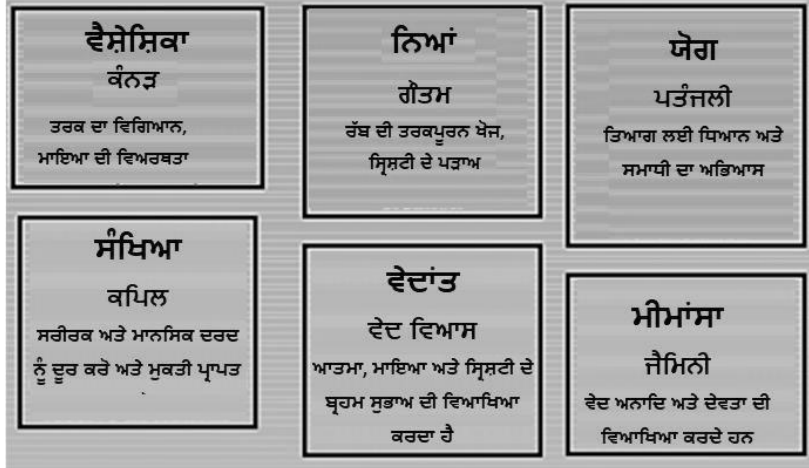 ਵੈਸ਼ੇਸ਼ਿਕਾ
ਕੰਨੜ
ਤਰਕ ਦਾ ਵਿਗਿਆਨ,
ਮਾਇਆ ਦੀ ਵਿਅਰਥਤਾ
ਨਿਆਂ
ਗੌਤਮ
ਰੱਬ ਦੀ ਤਰਕਪੂਰਨ ਖੋਜ,
ਸ੍ਰਿਸ਼ਟੀ ਦੇ ਪੜਾਅ
ਯੋਗ
ਪਤੰਜਲੀ
ਤਿਆਗ ਲਈ ਧਿਆਨ ਅਤੇ
ਸਮਾਧੀ ਦਾ ਅਭਿਆਸ
ਸੰਖਿਆ
ਕਪਿਲ
ਸਰੀਰਕ ਅਤੇ ਮਾਨਸਿਕ ਦਰਦ
ਨੂੰ ਦੂਰ ਕਰੋ ਅਤੇ ਮੁਕਤੀ ਪ੍ਰਾਪਤ
ਵੇਦਾਂਤ
ਵੇਦ ਵਿਆਸ
ਆਤਮਾ, ਮਾਇਆ ਅਤੇ ਸ੍ਰਿਸ਼ਟੀ ਦੇ
ਬ੍ਰਹਮ ਸੁਭਾਅ ਦੀ ਵਿਆਖਿਆ
ਕਰਦਾ ਹੈ
ਮੀਮਾਂਸਾ
ਜੈਮਿਨੀ
ਵੇਦ ਅਨਾਦਿ ਅਤੇ ਦੇਵਤਾ ਦੀ
ਵਿਆਖਿਆ ਕਰਦੇ ਹਨ